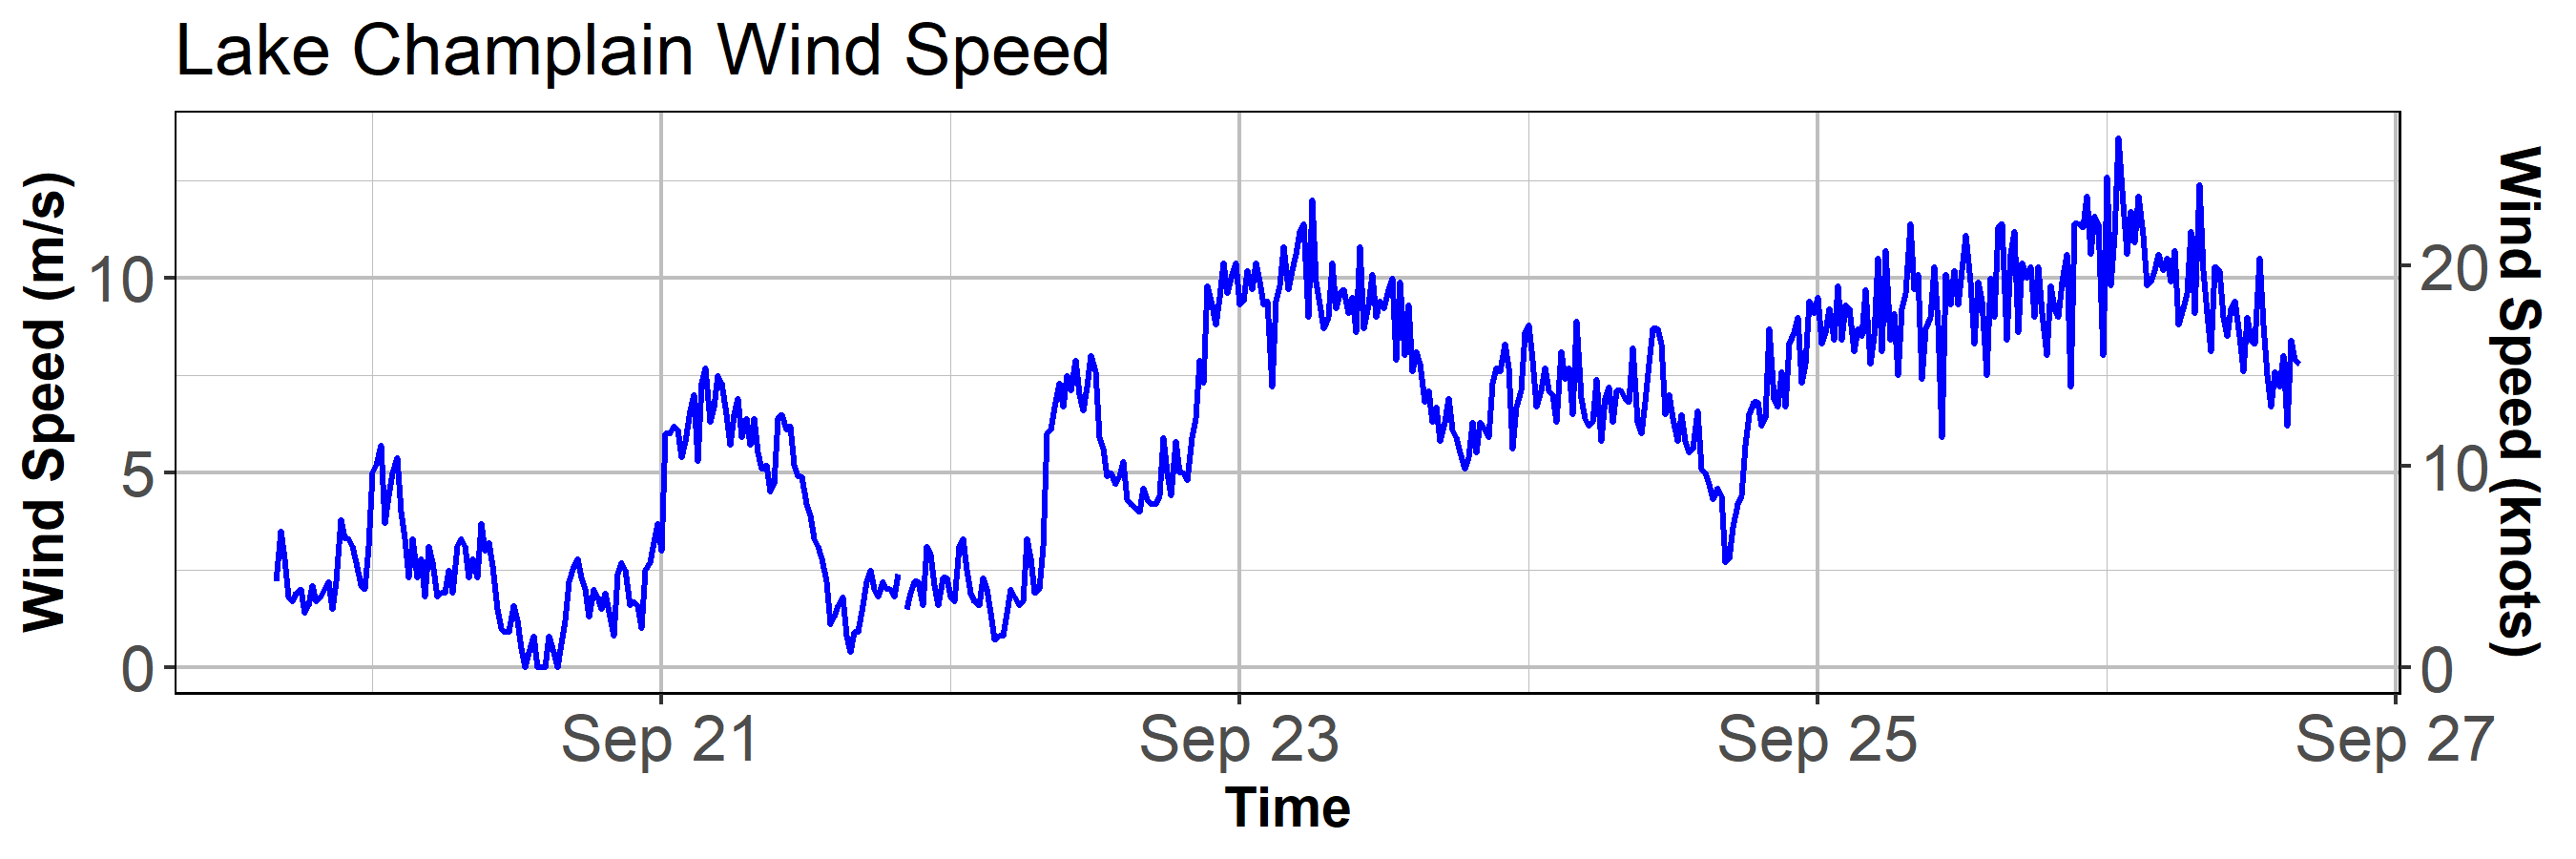 Lake Champlain Wind Speed
Wind Speed (m/s)
10
5
0
20
10
0
Wind Speed (knots)
Sep 21
Sep 23
Sep 25
Sep 27
Time